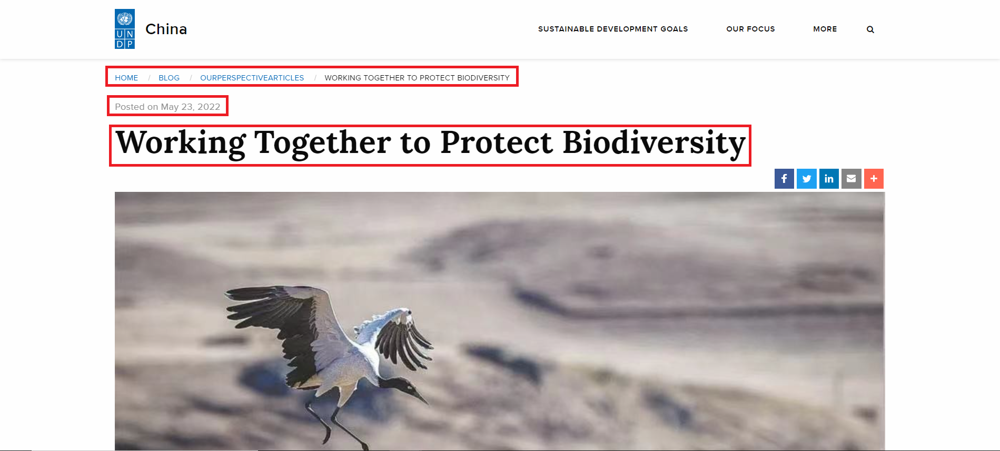 UN
DP
China
SUSTAINABLE DEVELOPMENT GOALS
OUR FOCUS
MORE
HOME / BLOG / OURPERSPECTIVEARTICLES / WORKING TOGETHER TO PROTECT BIODIVERSITY
Posted on May 23, 2022
Working Together to Protect Biodiversity
f
in
+